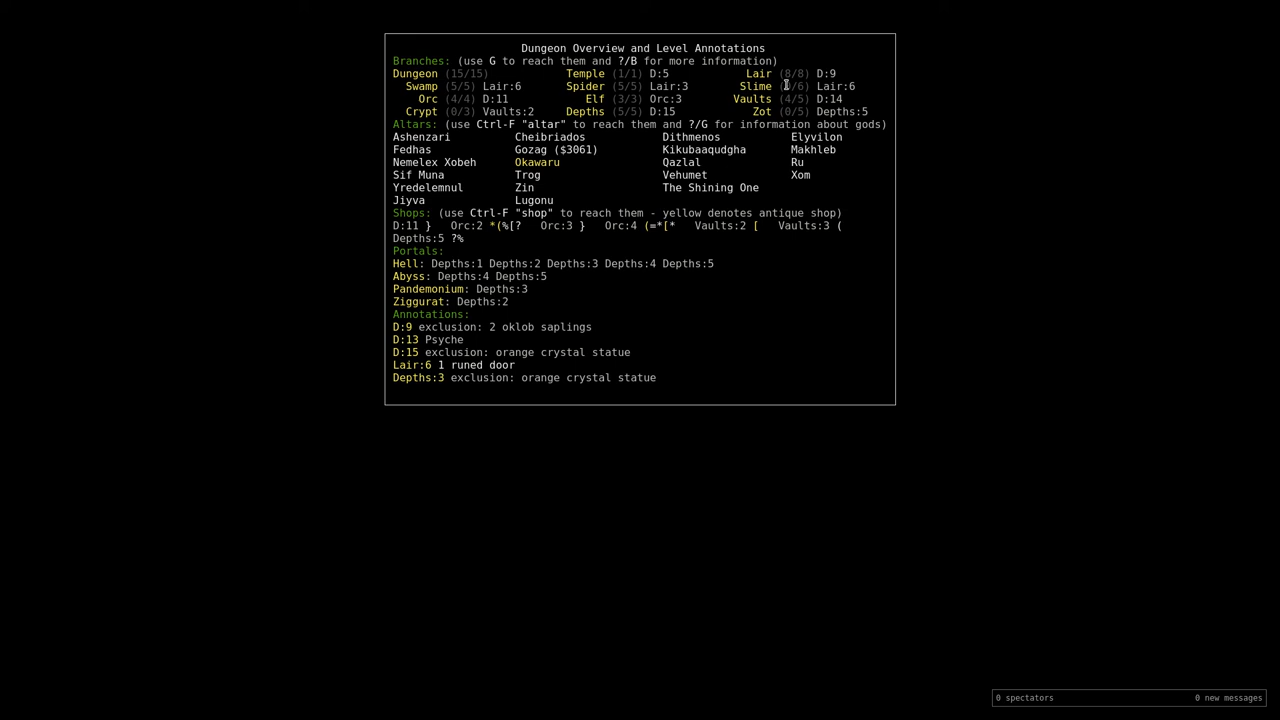 Dungeon Overview and Level Annotations
Branches: (use G to reach them and ?/B for more information)
Dungeon (15/15) Temple (1/1) D:5 Lair (8/8) D:9
Swamp (5/5) Lair:6 Spider (5/5) Lair:3 Slime /6) Lair:6
Orc (4/4) D:11 Elf (3/3) Orc:3 Vaults (4/5) D:14
Crypt (0/3) Vaults:2 Depths (5/5) D:15 Zot (0/5) Depths:5
Altars: (use Ctrl-F "altar" to reach them and ?/G for information about gods)
Ashenzari Cheibriados Dithmenos Elyvilon
Fedhas Gozag ($3061) Kikubaaqudgha Makhleb
Nemelex Xobeh Okawaru Qazlal Ru
Sif Muna Trog Vehumet Xom
Yredelemnul Zin The Shining One
Jiyva Lugonu
Shops: (use Ctrl-F "shop" to reach them - yellow denotes antique shop)
D:11 } Orc:2 *(%[? Orc:3 } Orc:4 (=*[* Vaults:2 [ Vaults:3 (
Depths:5 ?%
Portals:
Hell: Depths:1 Depths:2 Depths:3 Depths:4 Depths:5
Abyss: Depths:4 Depths:5
Pandemonium: Depths:3
Ziggurat: Depths:2
Annotations:
D:9 exclusion: 2 oklob saplings
D:13 Psyche
D:15 exclusion: orange crystal statue
Lair:6 1 runed door
Depths:3 exclusion: orange crystal statue
0 spectators 0 new messages